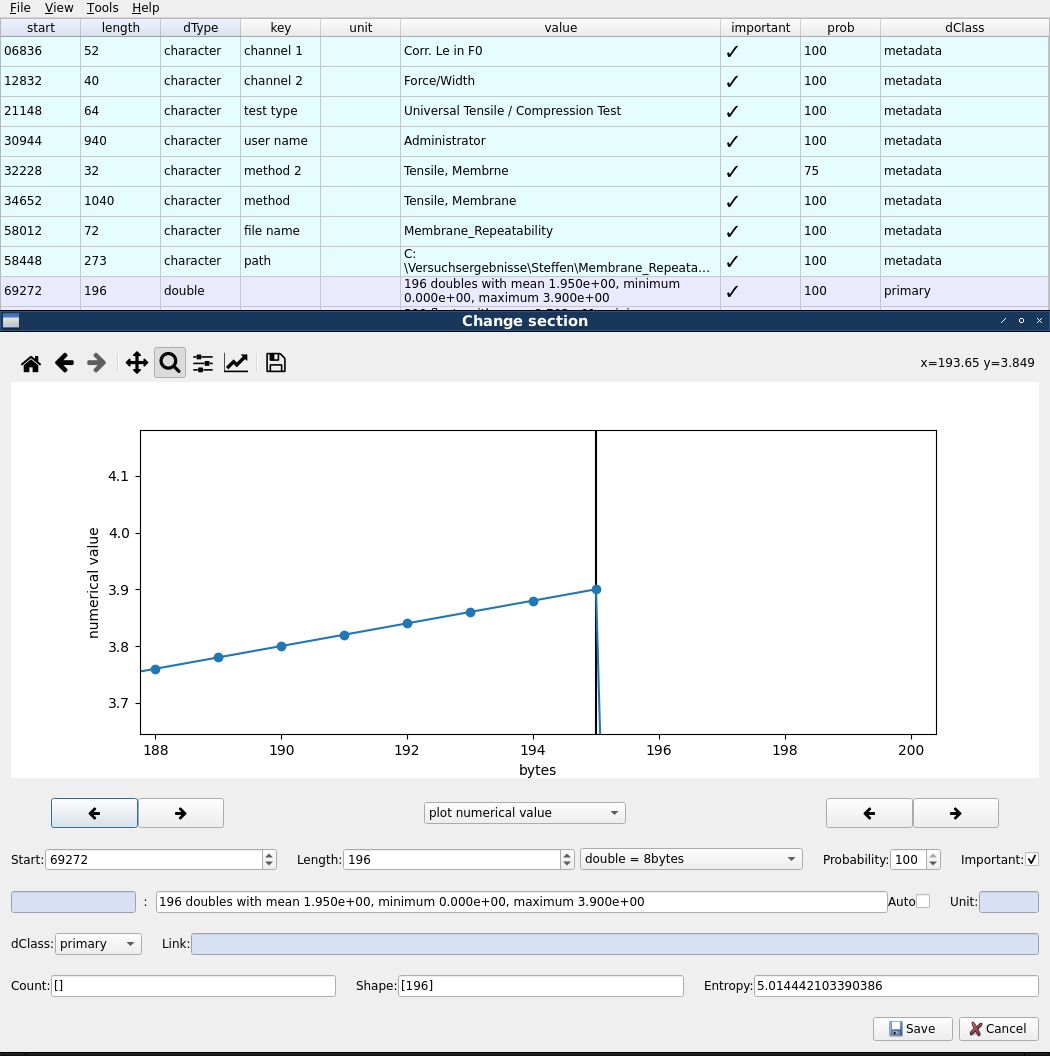 File View Tools Help
start length dType key unit value important prob dClass
06836 52 character channel 1 Corr. Le in F0 ✓ 100 metadata
12832 40 character channel 2 Force/Width ✓ 100 metadata
21148 64 character test type Universal Tensile / Compression Test ✓ 100 metadata
30944 940 character user name Administrator ✓ 100 metadata
32228 32 character method 2 Tensile, Membrne ✓ 75 metadata
34652 1040 character method Tensile, Membrane ✓ 100 metadata
58012 72 character file name Membrane_Repeatability ✓ 100 metadata
58448 273 character path C:
\Versuchsergebnisse\Steffen\Membrane_Repeata... ✓ 100 metadata
69272 196 double 196 doubles with mean 1.950e+00, minimum
0.000e+00, maximum 3.900e+00 ✓ 100 primary
Change section
x=193.65 y=3.849
4.1
4.0
3.9
3.8
3.7
numerical value
188 190 192 194 196 198 200
bytes
plot numerical value
Start: 69272 Length: 196 double = 8bytes Probability: 100 Important: ✓
: 196 doubles with mean 1.950e+00, minimum 0.000e+00, maximum 3.900e+00 Auto Unit:
dClass: primary Link:
Count: [] Shape: [196] Entropy: 5.014442103390386
Save Cancel